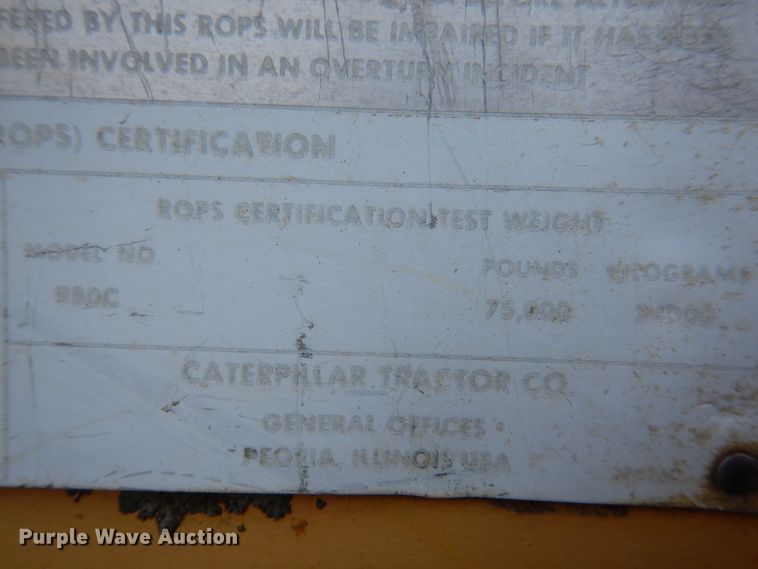 BEFORE
FERED BY THIS ROPS WILL BE IMPAIRED IF IT HAS
BEEN INVOLVED IN AN OVERTURN INCIDENT
ROPS) CERTIFICATION
ROPS CERTIFICATION TEST WEIGHT
MODEL NO POUNDS KILOGRAMS
980C 75,000
CATERPILLAR TRACTOR CO.
GENERAL OFFICES
PEORIA, ILLINOIS USA
Purple Wave Auction